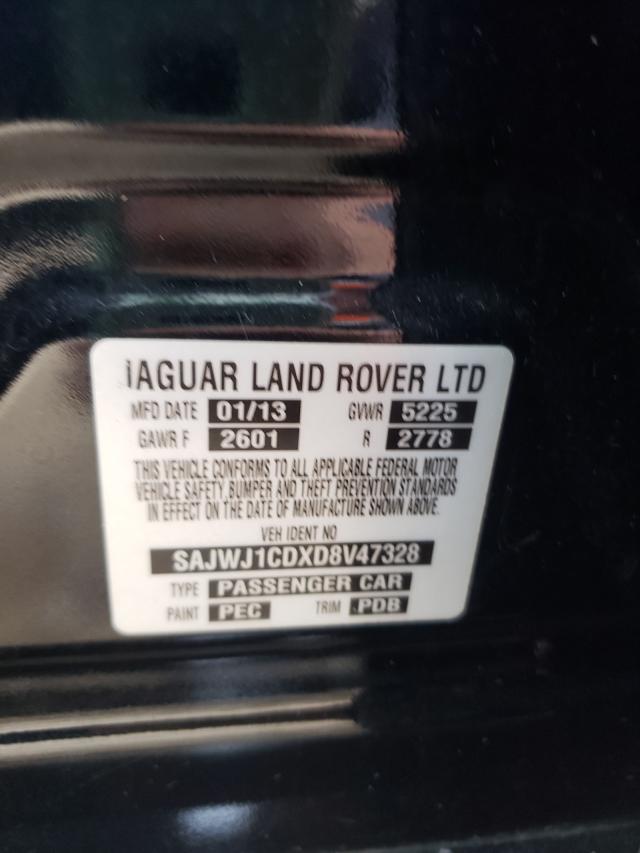 JAGUAR LAND ROVER LTD
MFD DATE 01/13 GVWR 5225
GAWR F 2601 R 2778
THIS VEHICLE CONFORMS TO ALL APPLICABLE FEDERAL MOTOR
VEHICLE SAFETY, BUMPER AND THEFT PREVENTION STANDARDS
IN EFFECT ON THE DATE OF MANUFACTURE SHOWN ABOVE.
VEH IDENT NO
SAJWJ1CDXD8V47328
TYPE PASSENGER CAR
PAINT PEC TRIM .PDB